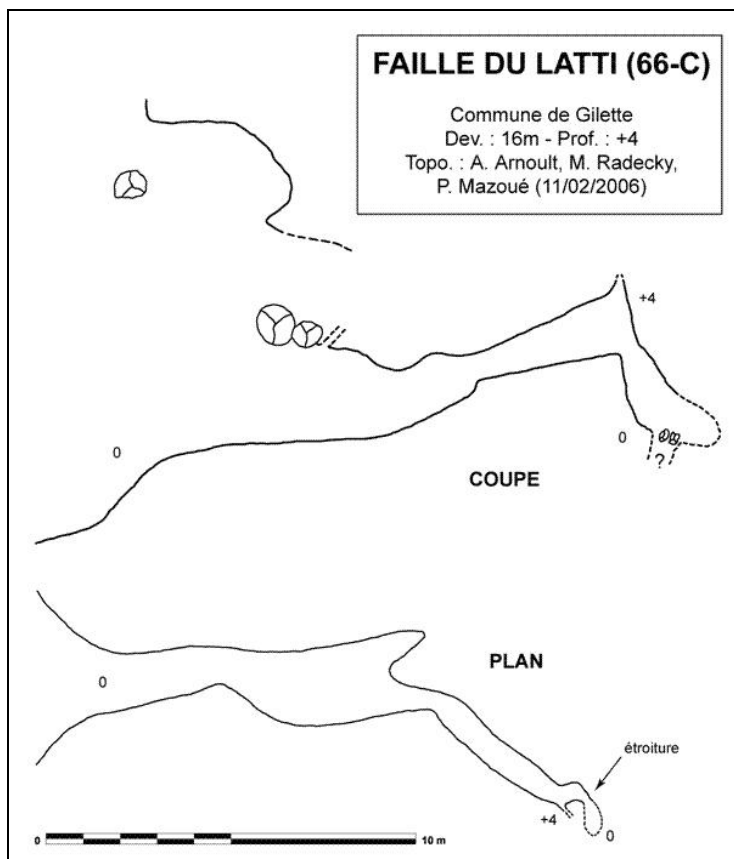 FAILLE DU LATTI (66-C)
Commune de Gilette
Dev. : 16m - Prof. : +4
Topo. : A. Arnoult, M. Radecky,
P. Mazoué (11/02/2006)
+4
0
0
?
COUPE
PLAN
0
étroiture
+4
0
0
10 m